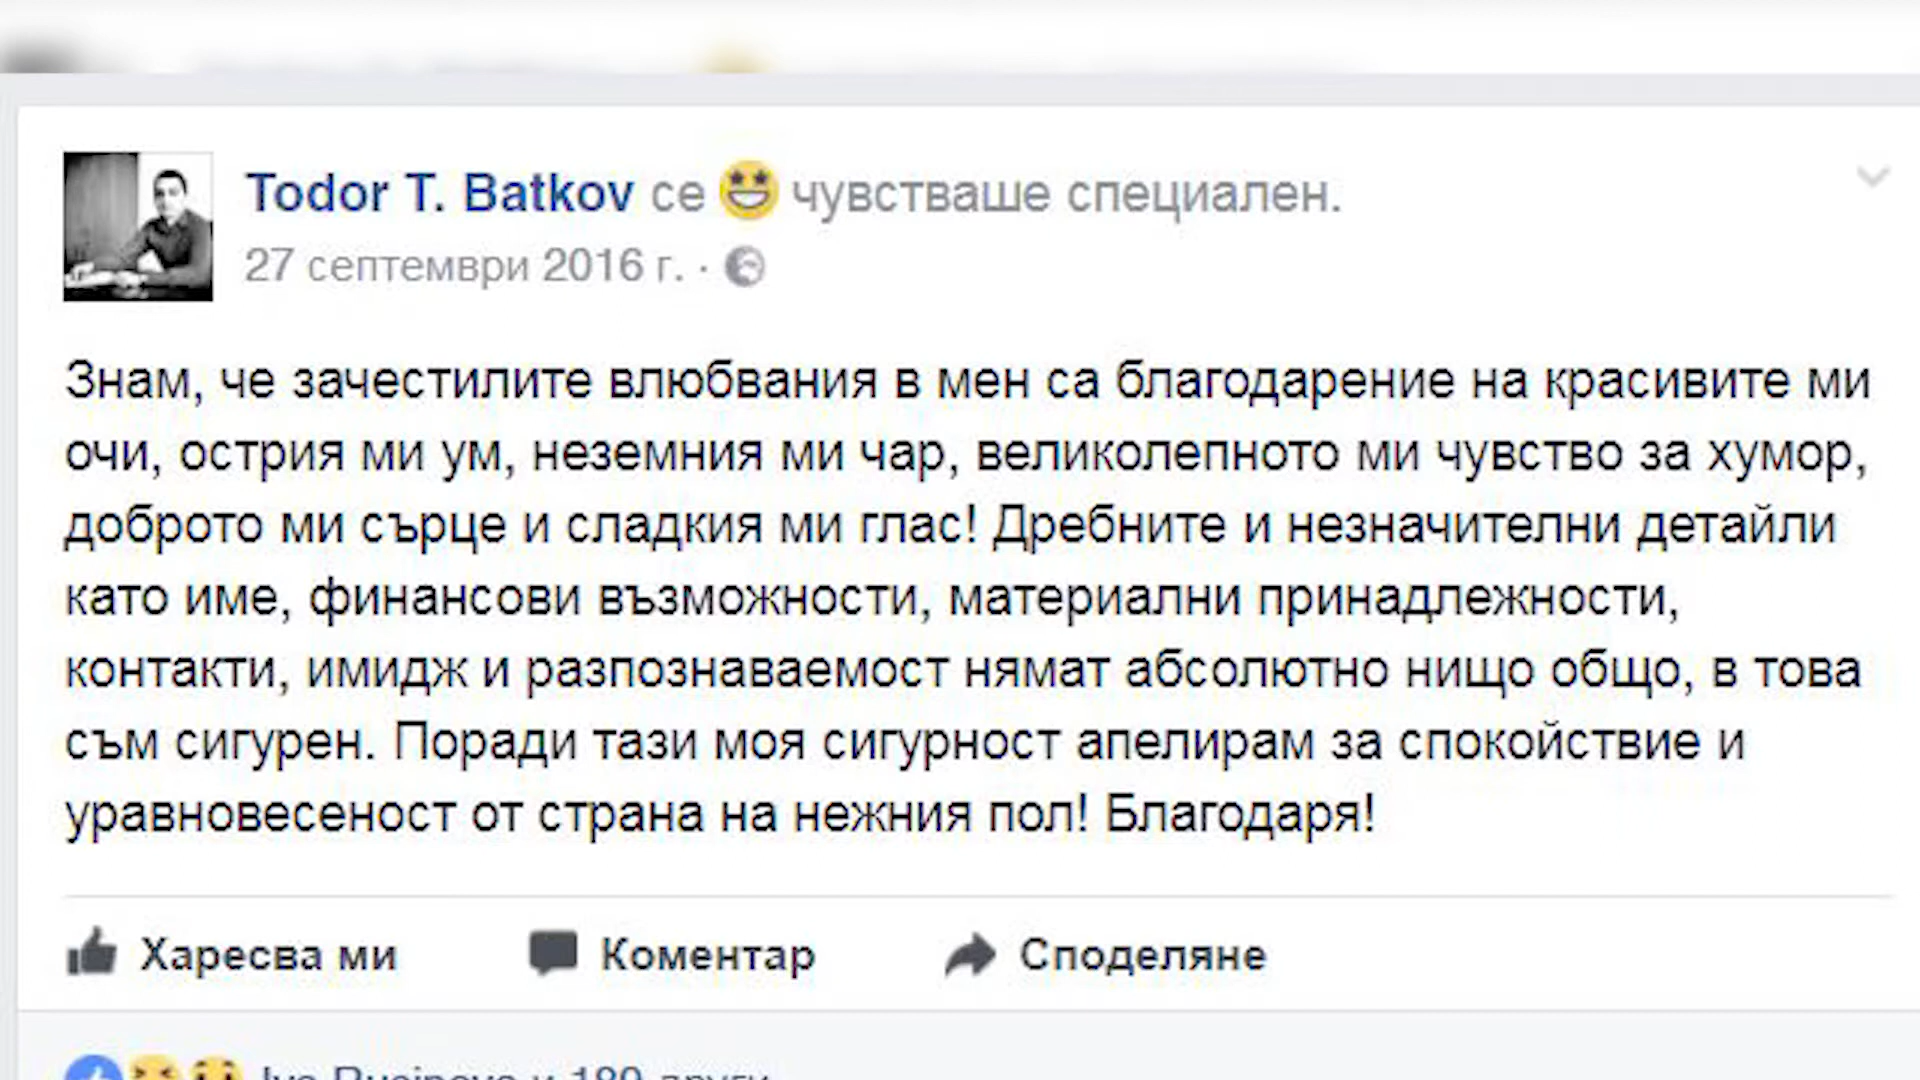 Todor T. Batkov се чувстваше специален.
27 септември 2016 г. ·
Знам, че зачестилите влюбвания в мен са благодарение на красивите ми
очи, острия ми ум, неземния ми чар, великолепното ми чувство за хумор,
доброто ми сърце и сладкия ми глас! Дребните и незначителни детайли
като име, финансови възможности, материални принадлежности,
контакти, имидж и разпознаваемост нямат абсолютно нищо общо, в това
съм сигурен. Поради тази моя сигурност апелирам за спокойствие и
уравновесеност от страна на нежния пол! Благодаря!
Харесва ми Коментар Споделяне
и 189 други